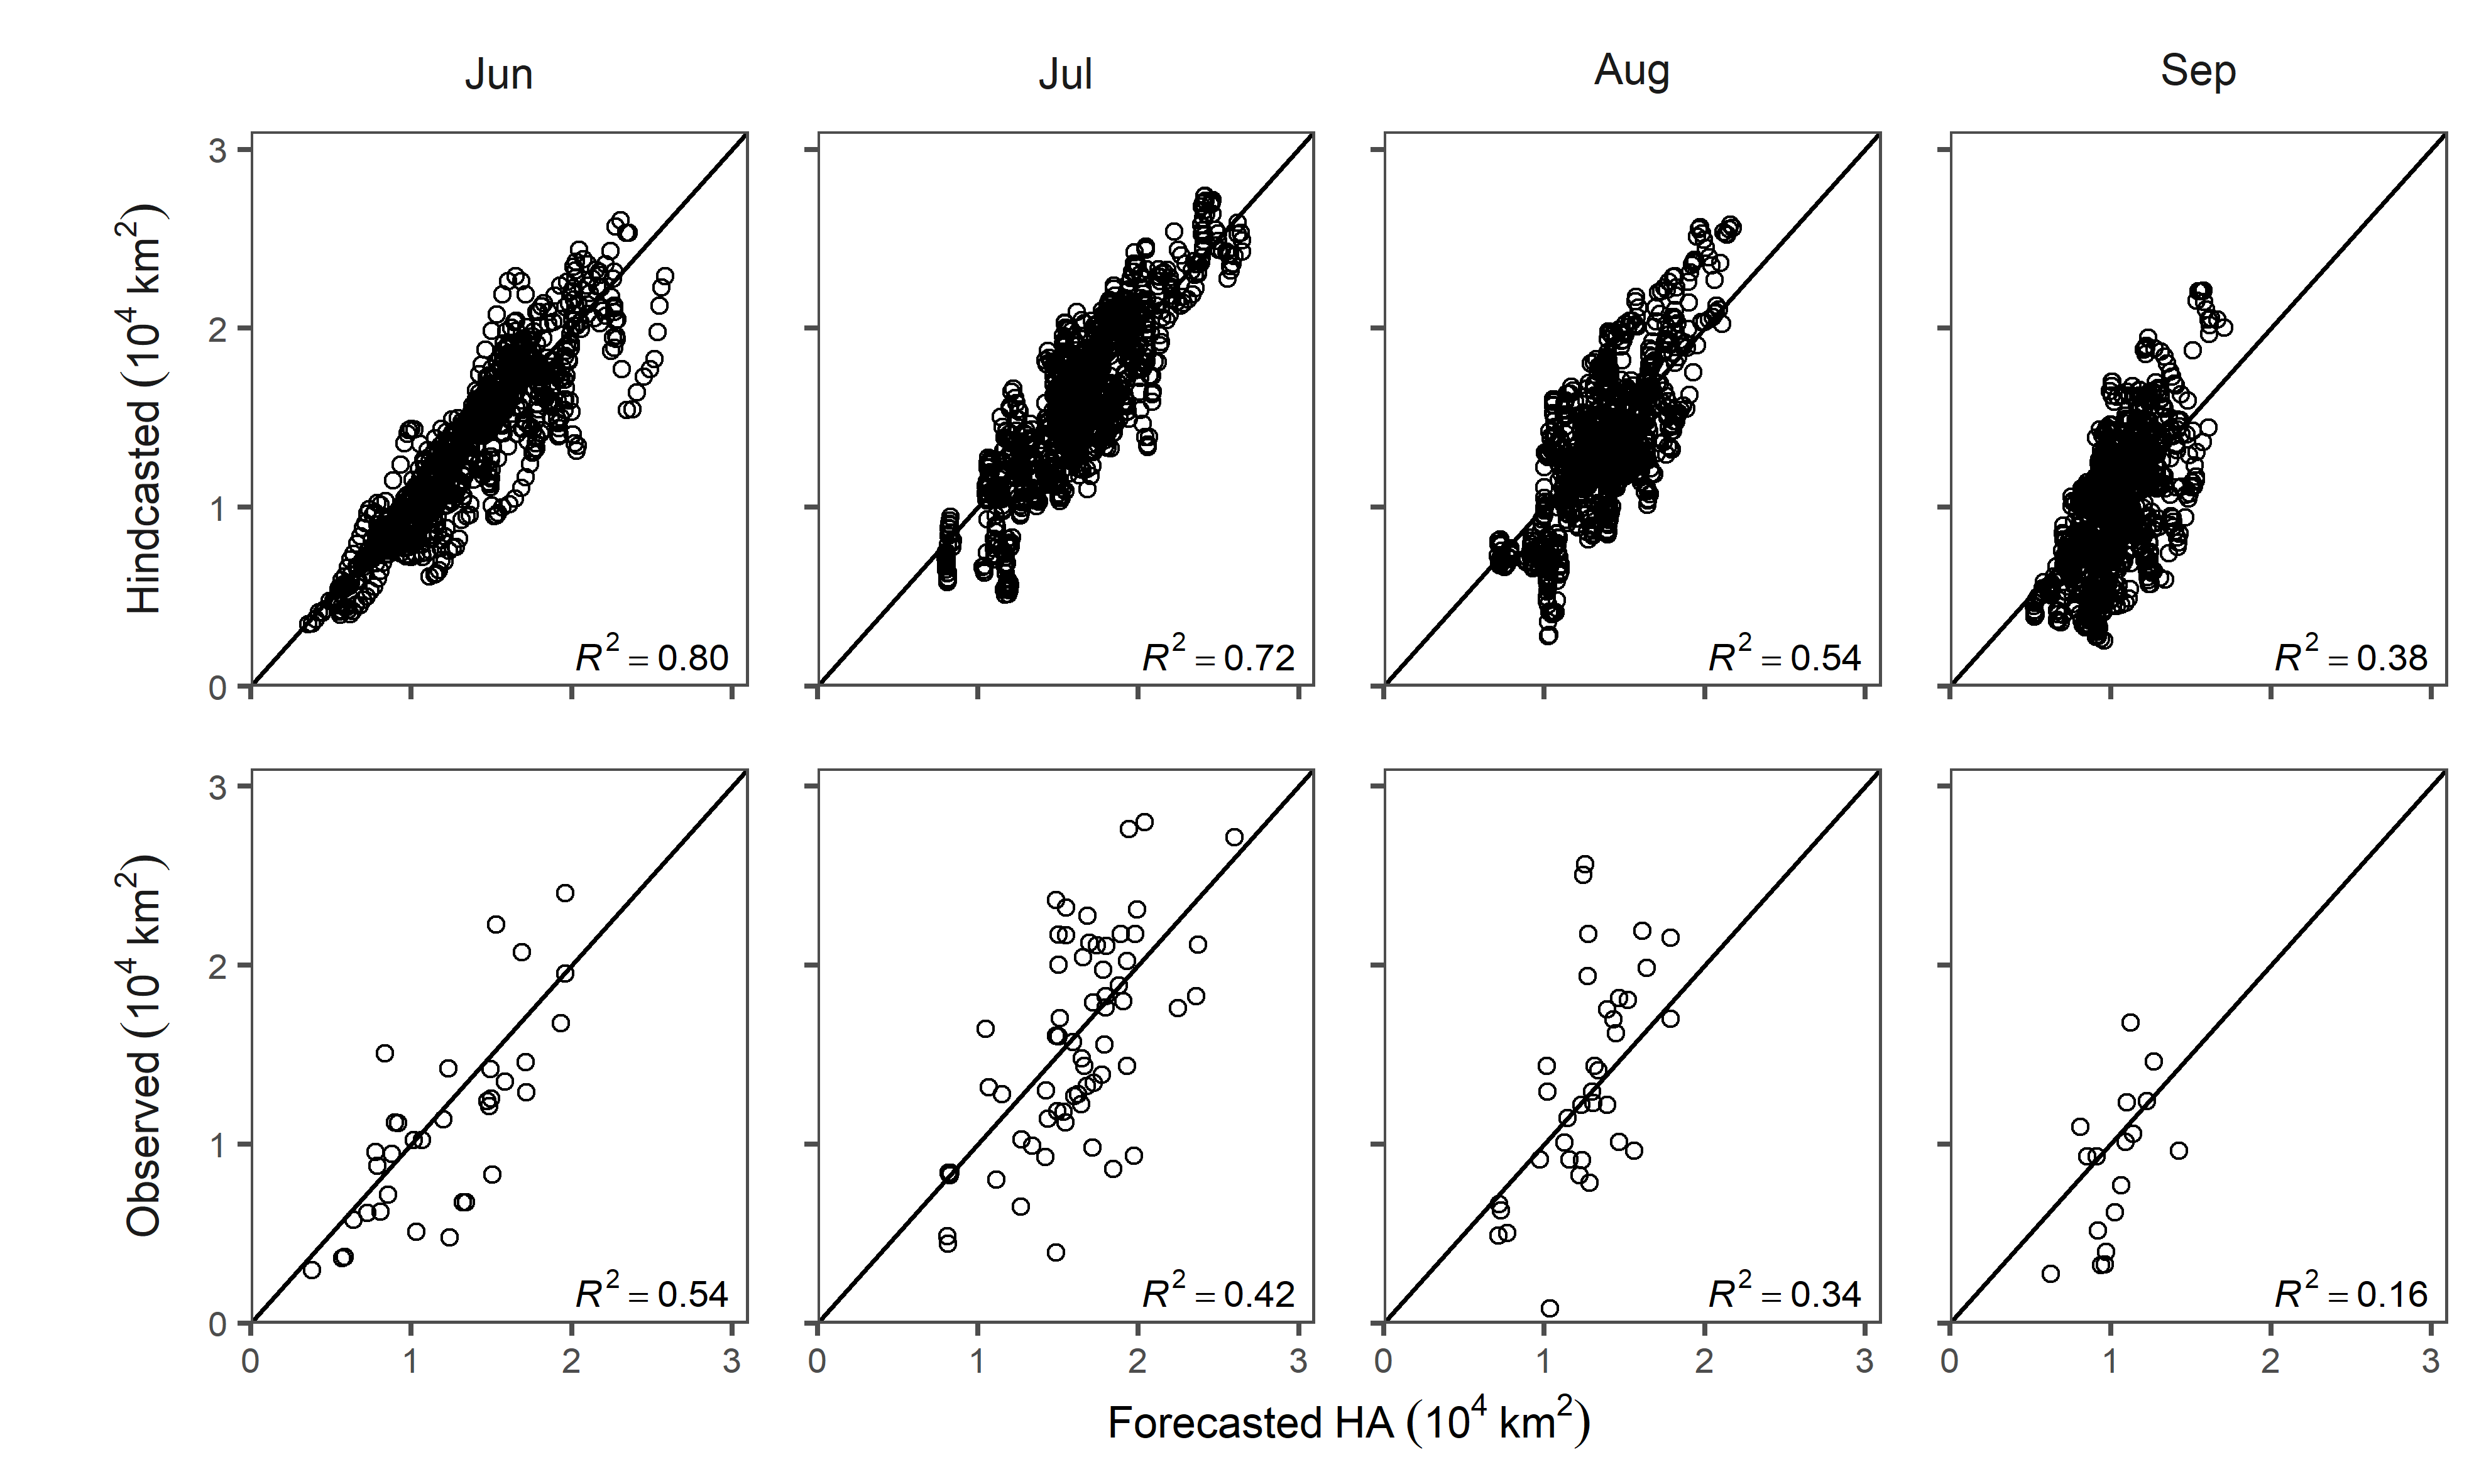 Jun Jul Aug Sep
Hindcasted (10⁴ km²)
3
2
1
0
R² = 0.80
R² = 0.72
R² = 0.54
R² = 0.38
Observed (10⁴ km²)
3
2
1
0
R² = 0.54
R² = 0.42
R² = 0.34
R² = 0.16
0 1 2 3 0 1 2 3 0 1 2 3 0 1 2 3
Forecasted HA (10⁴ km²)